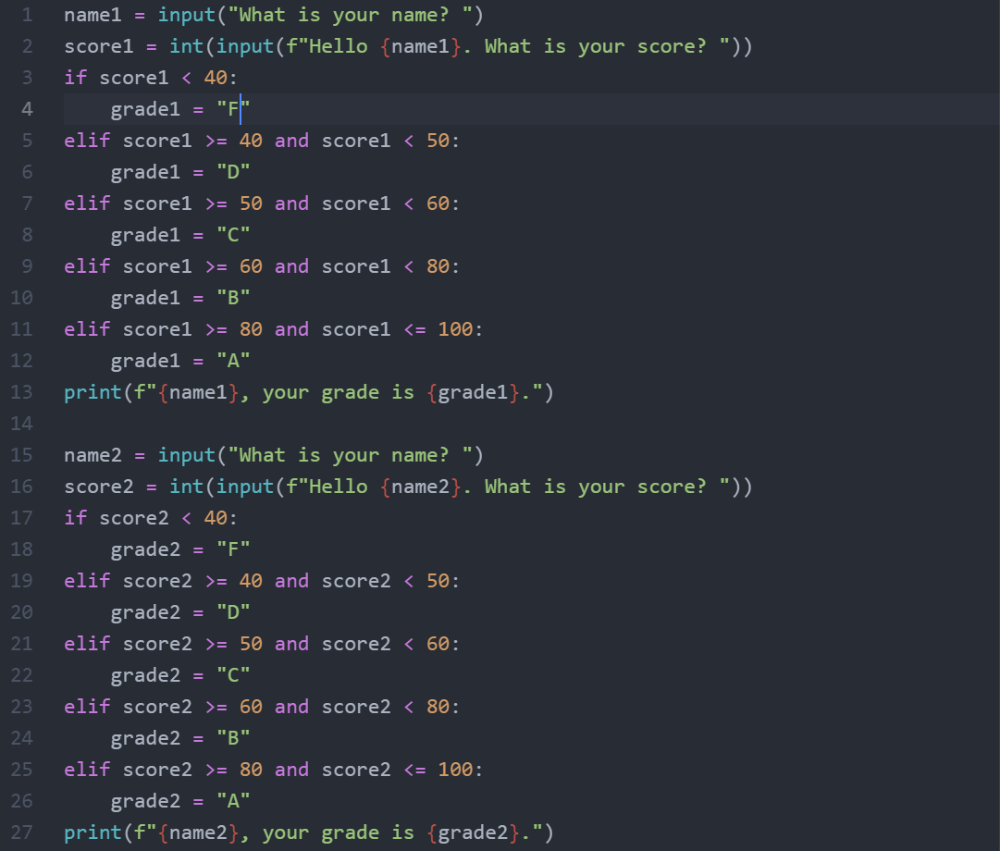 1 name1 = input("What is your name? ")
2 score1 = int(input(f"Hello {name1}. What is your score? "))
3 if score1 < 40:
4     grade1 = "F"
5 elif score1 >= 40 and score1 < 50:
6     grade1 = "D"
7 elif score1 >= 50 and score1 < 60:
8     grade1 = "C"
9 elif score1 >= 60 and score1 < 80:
10     grade1 = "B"
11 elif score1 >= 80 and score1 <= 100:
12     grade1 = "A"
13 print(f"{name1}, your grade is {grade1}.")
14
15 name2 = input("What is your name? ")
16 score2 = int(input(f"Hello {name2}. What is your score? "))
17 if score2 < 40:
18     grade2 = "F"
19 elif score2 >= 40 and score2 < 50:
20     grade2 = "D"
21 elif score2 >= 50 and score2 < 60:
22     grade2 = "C"
23 elif score2 >= 60 and score2 < 80:
24     grade2 = "B"
25 elif score2 >= 80 and score2 <= 100:
26     grade2 = "A"
27 print(f"{name2}, your grade is {grade2}.")